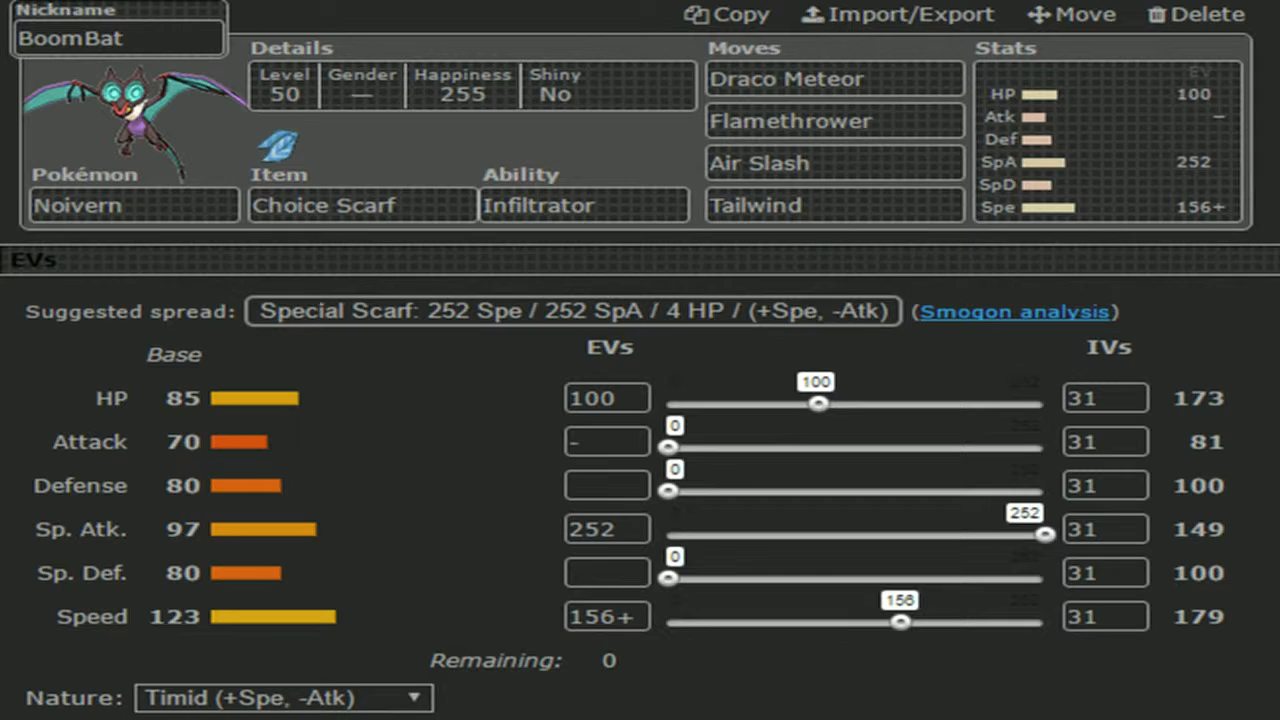 Nickname
BoomBat
Copy Import/Export Move Delete
Details
Level Gender Happiness Shiny
50 — 255 No
Pokémon Item Ability
Noivern Choice Scarf Infiltrator
Moves
Draco Meteor
Flamethrower
Air Slash
Tailwind
Stats
EV
HP 100
Atk –
Def
SpA 252
SpD
Spe 156+
EVs
Suggested spread: Special Scarf: 252 Spe / 252 SpA / 4 HP / (+Spe, -Atk) (Smogon analysis)
Base EVs IVs
HP 85 100 100 31 173
Attack 70 - 0 31 81
Defense 80 0 31 100
Sp. Atk. 97 252 252 31 149
Sp. Def. 80 0 31 100
Speed 123 156+ 156 31 179
Remaining: 0
Nature: Timid (+Spe, -Atk)